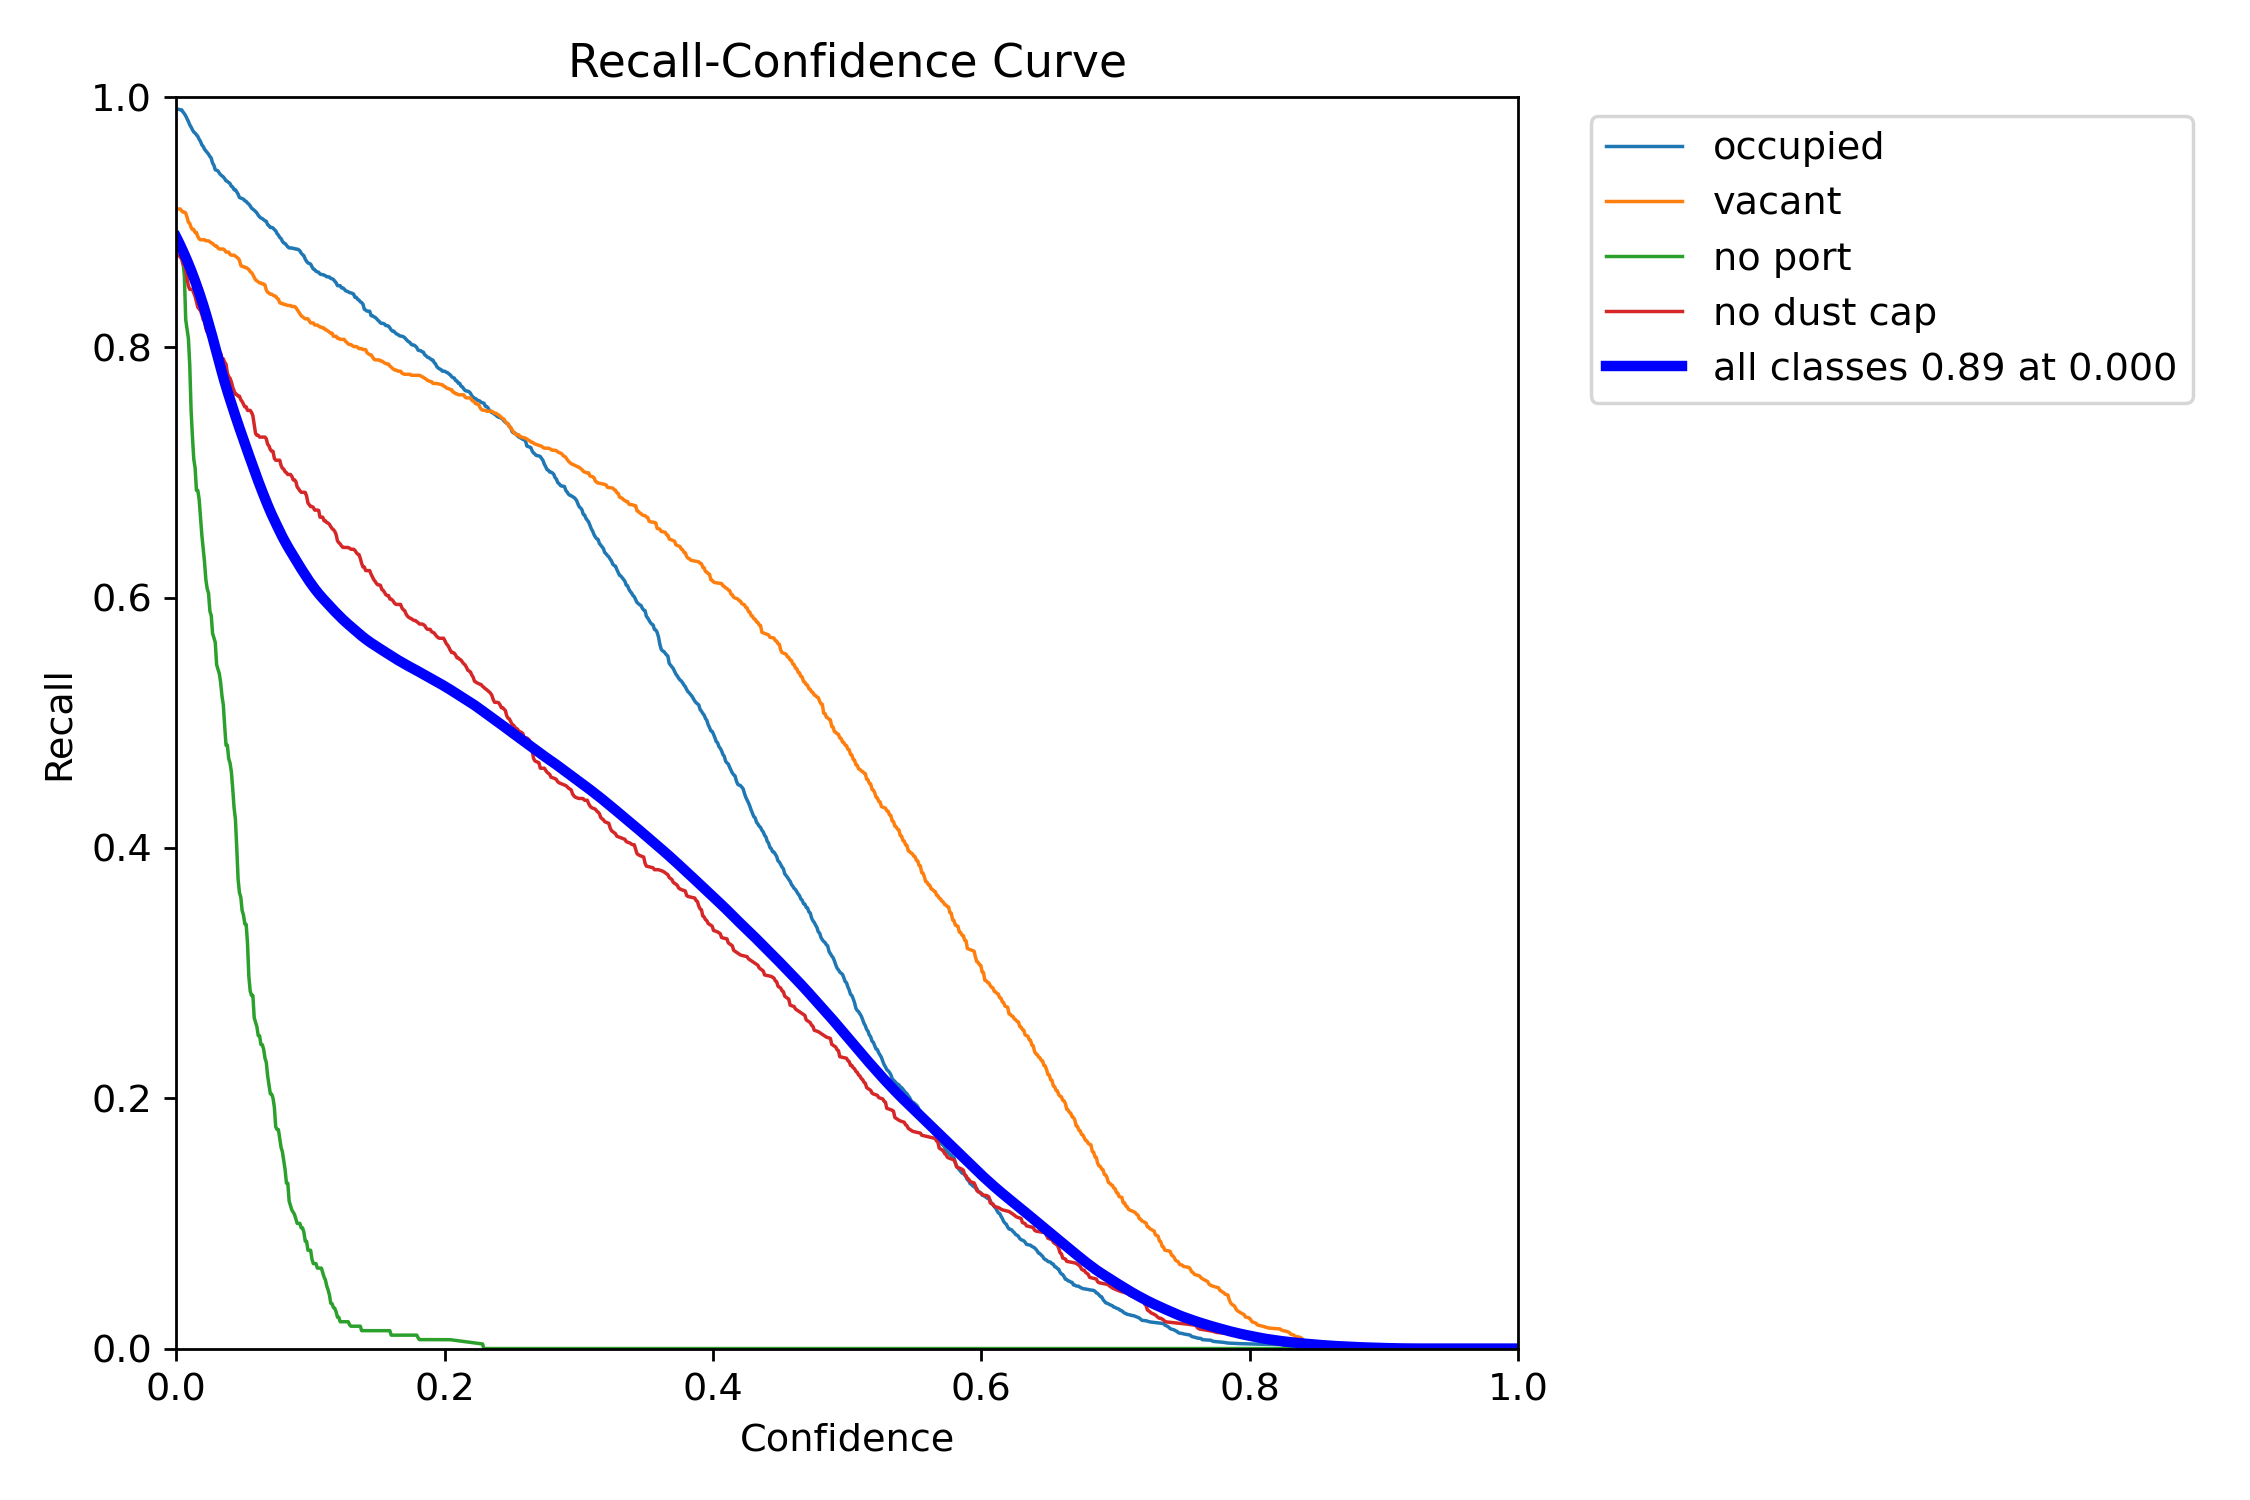 Recall-Confidence Curve
1.0
0.8
0.6
0.4
0.2
0.0
Recall
0.0 0.2 0.4 0.6 0.8 1.0
Confidence
occupied
vacant
no port
no dust cap
all classes 0.89 at 0.000